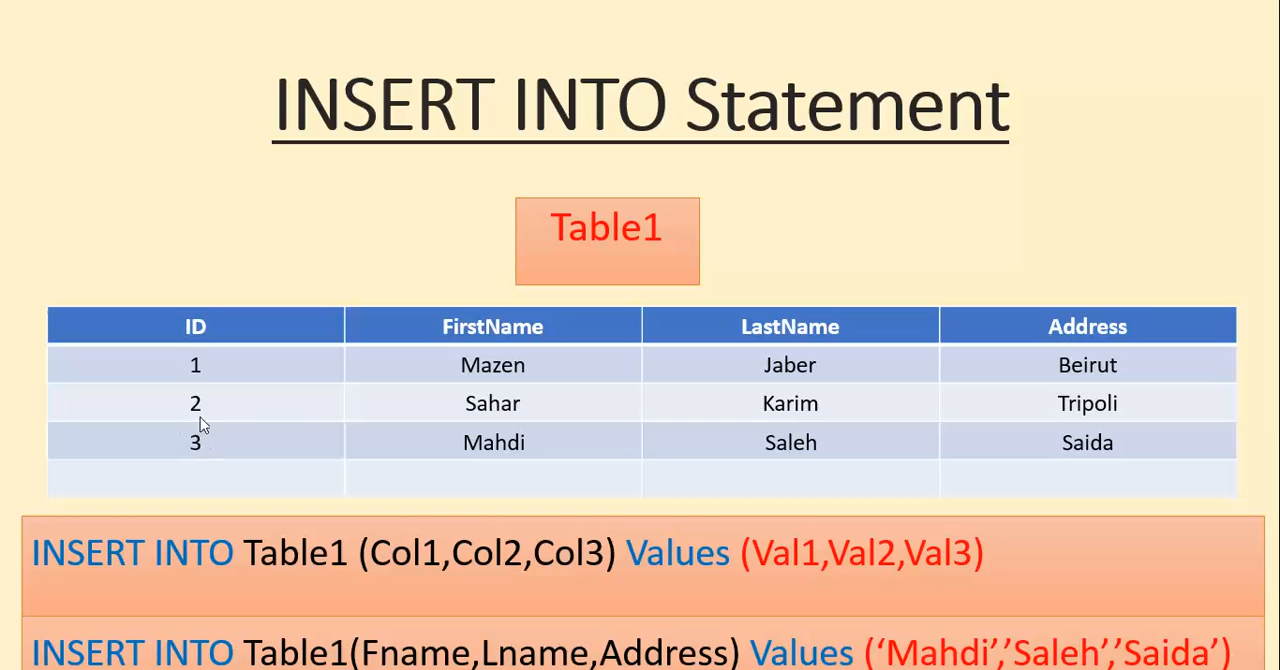 INSERT INTO Statement
Table1
ID FirstName LastName Address
1 Mazen Jaber Beirut
2 Sahar Karim Tripoli
3 Mahdi Saleh Saida
INSERT INTO Table1 (Col1,Col2,Col3) Values (Val1,Val2,Val3)
INSERT INTO Table1(Fname,Lname,Address) Values (‘Mahdi’,’Saleh’,’Saida’)